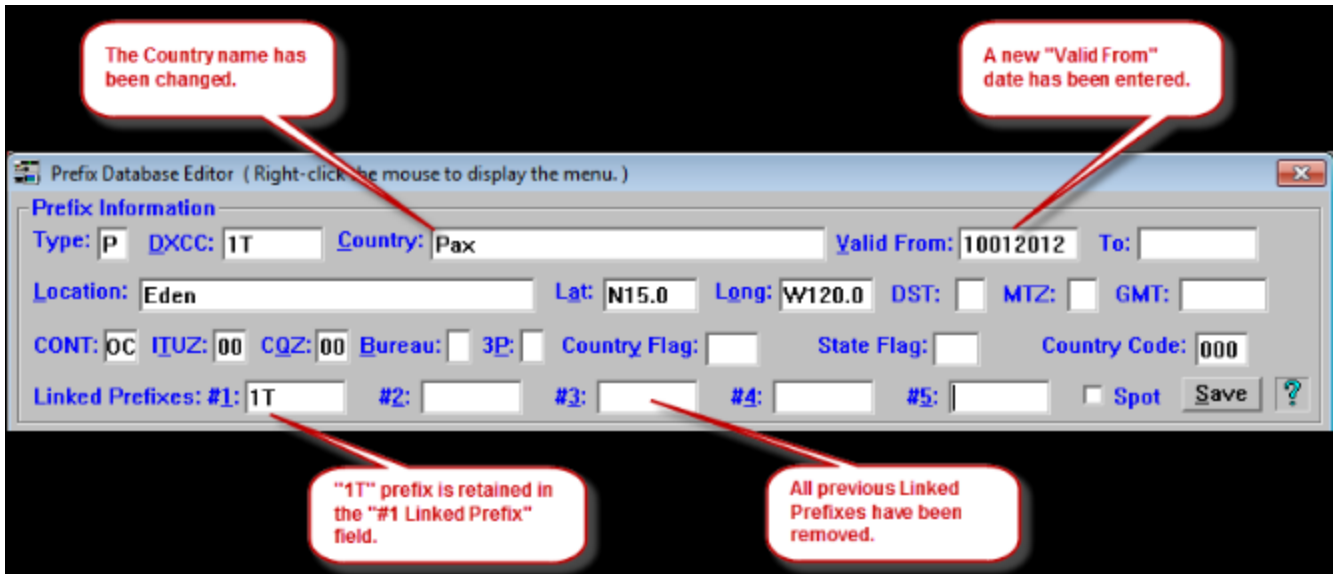 The Country name has
been changed.
A new "Valid From"
date has been entered.
Prefix Database Editor ( Right-click the mouse to display the menu. )
Prefix Information
Type: P DXCC: 1T Country: Pax Valid From: 10012012 To:
Location: Eden Lat: N15.0 Long: W120.0 DST: MTZ: GMT:
CONT: OC ITUZ: 00 CQZ: 00 Bureau: 3P: Country Flag: State Flag: Country Code: 000
Linked Prefixes: #1: 1T #2: #3: #4: #5: Spot Save ?
"1T" prefix is retained in
the "#1 Linked Prefix"
field.
All previous Linked
Prefixes have been
removed.